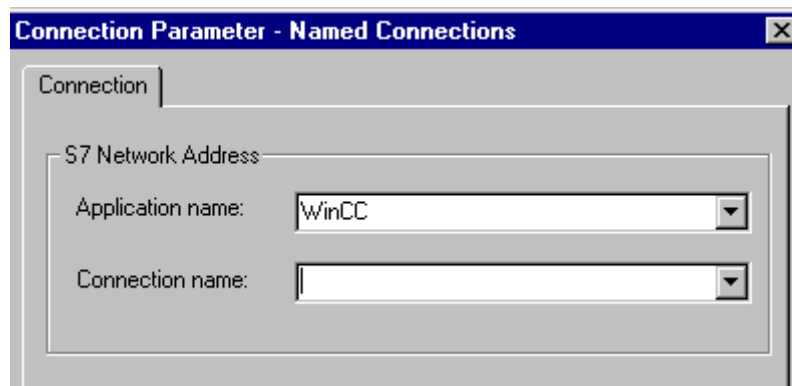 Connection Parameter - Named Connections
Connection
S7 Network Address
Application name: WinCC
Connection name: